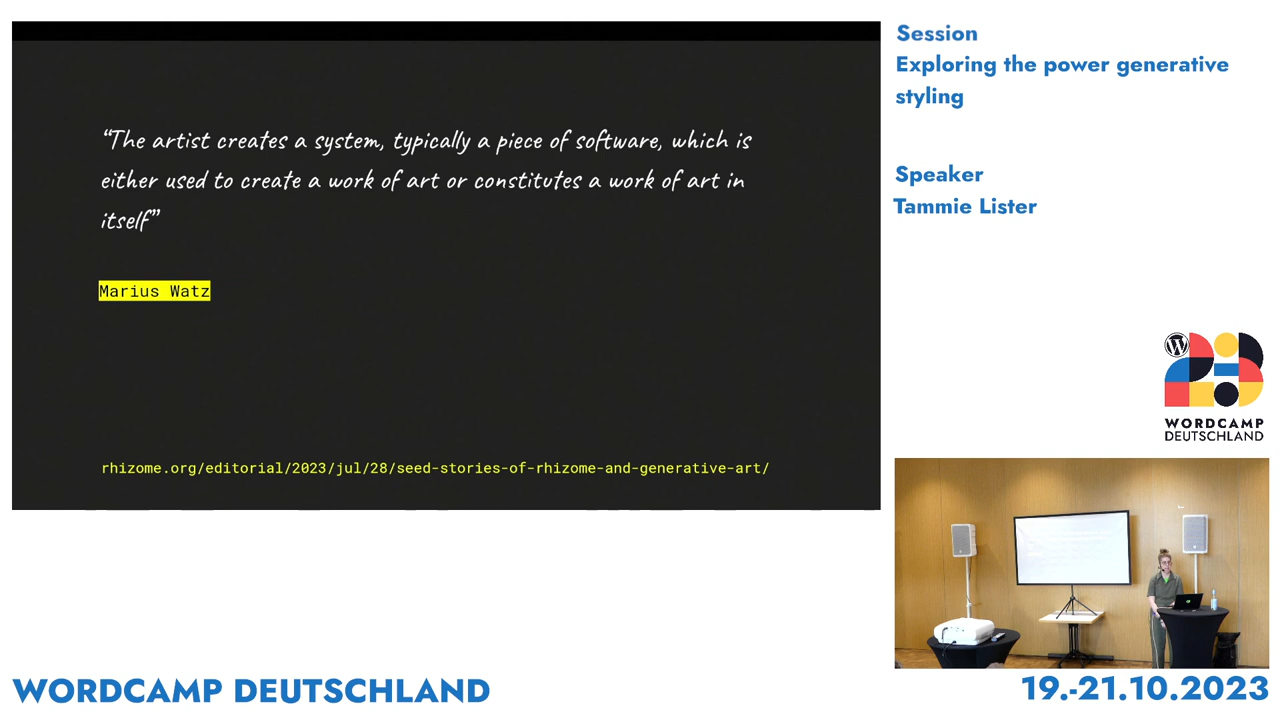 “The artist creates a system, typically a piece of software, which is
either used to create a work of art or constitutes a work of art in
itself”
Marius Watz
rhizome.org/editorial/2023/jul/28/seed-stories-of-rhizome-and-generative-art/
Session
Exploring the power generative
styling
Speaker
Tammie Lister
WORDCAMP
DEUTSCHLAND
WORDCAMP DEUTSCHLAND
19.-21.10.2023